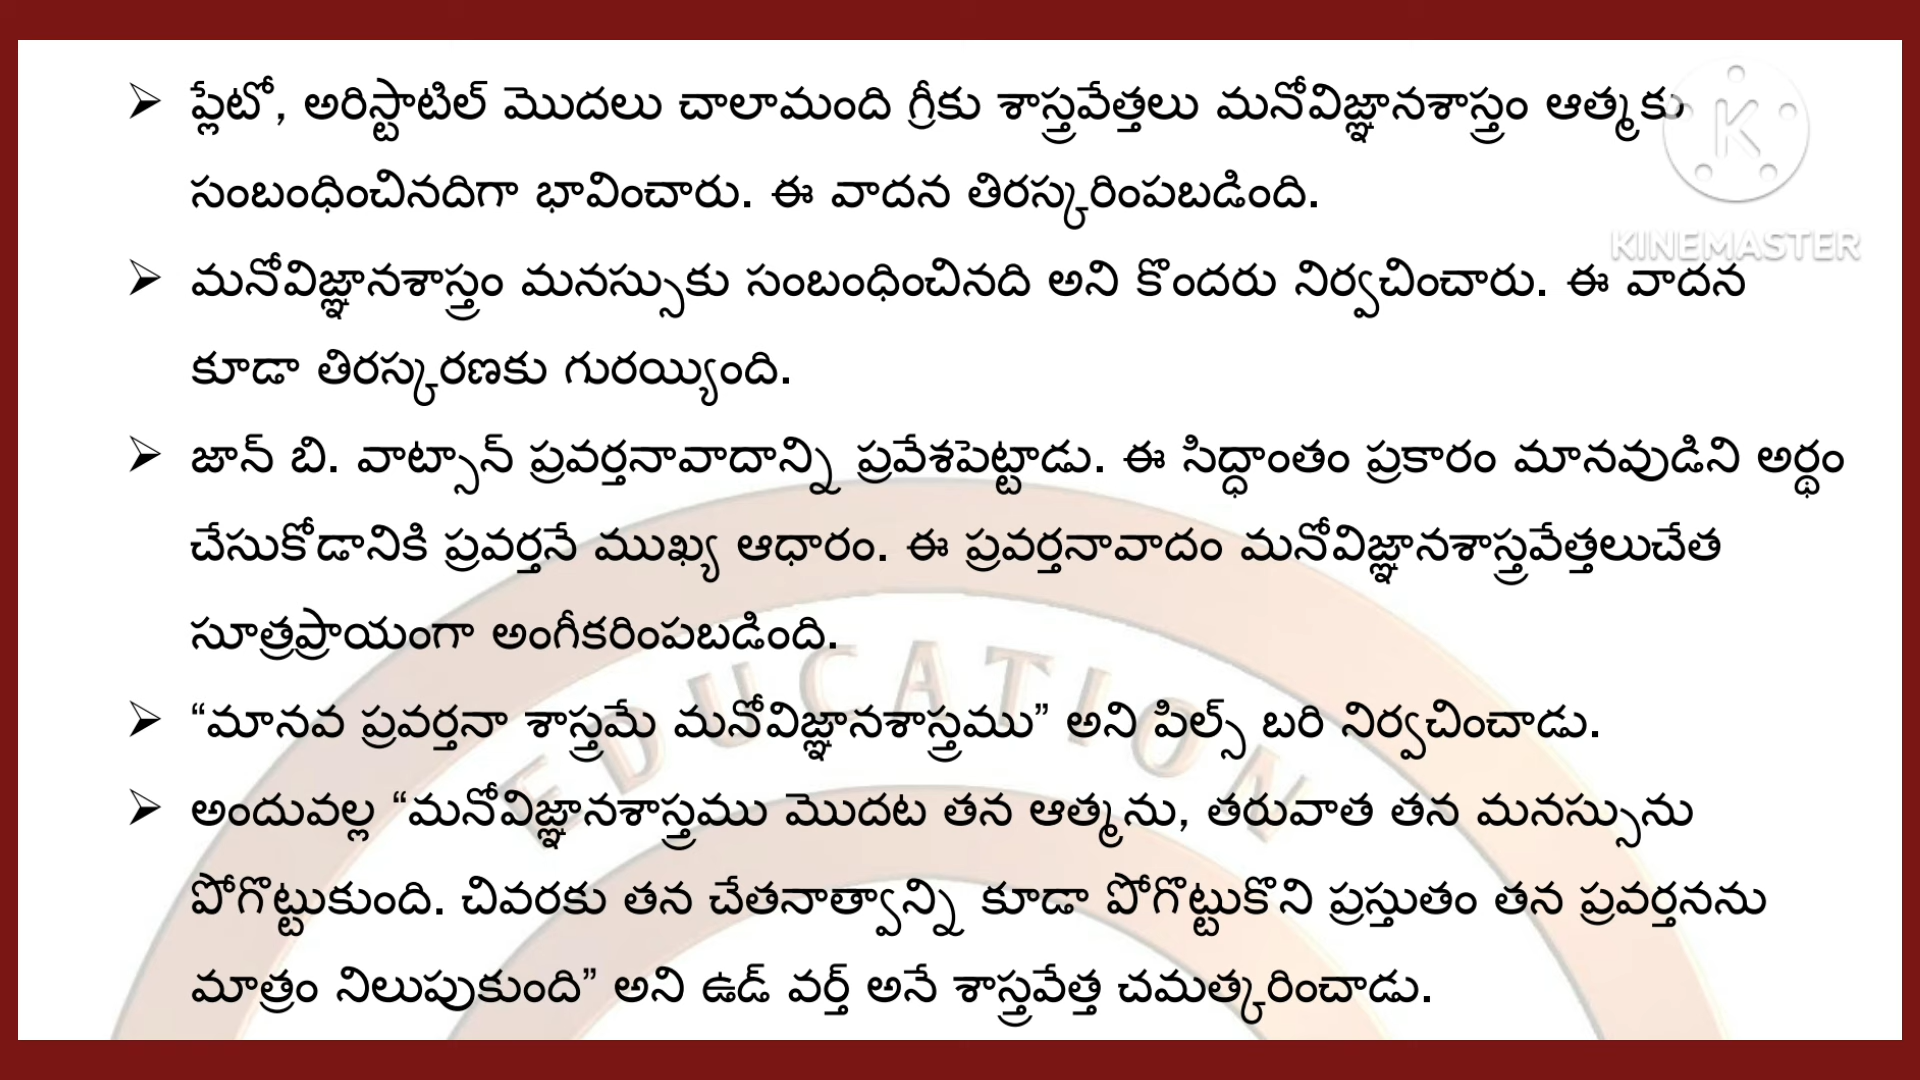 ➢ ప్లేటో, అరిస్టాటిల్ మొదలు చాలామంది గ్రీకు శాస్త్రవేత్తలు మనోవిజ్ఞానశాస్త్రం ఆత్మకు
సంబంధించినదిగా భావించారు. ఈ వాదన తిరస్కరింపబడింది.
KINEMASTER
➢ మనోవిజ్ఞానశాస్త్రం మనస్సుకు సంబంధించినది అని కొందరు నిర్వచించారు. ఈ వాదన
కూడా తిరస్కరణకు గురయ్యింది.
➢ జాన్ బి. వాట్సాన్ ప్రవర్తనావాదాన్ని ప్రవేశపెట్టాడు. ఈ సిద్ధాంతం ప్రకారం మానవుడిని అర్థం
చేసుకోడానికి ప్రవర్తనే ముఖ్య ఆధారం. ఈ ప్రవర్తనావాదం మనోవిజ్ఞానశాస్త్రవేత్తలుచేత
సూత్రప్రాయంగా అంగీకరింపబడింది.
EDUCATION
➢ “మానవ ప్రవర్తనా శాస్త్రమే మనోవిజ్ఞానశాస్త్రము” అని పిల్స్ బరి నిర్వచించాడు.
➢ అందువల్ల “మనోవిజ్ఞానశాస్త్రము మొదట తన ఆత్మను, తరువాత తన మనస్సును
పోగొట్టుకుంది. చివరకు తన చేతనాత్వాన్ని కూడా పోగొట్టుకొని ప్రస్తుతం తన ప్రవర్తనను
మాత్రం నిలుపుకుంది” అని ఉడ్ వర్త్ అనే శాస్త్రవేత్త చమత్కరించాడు.